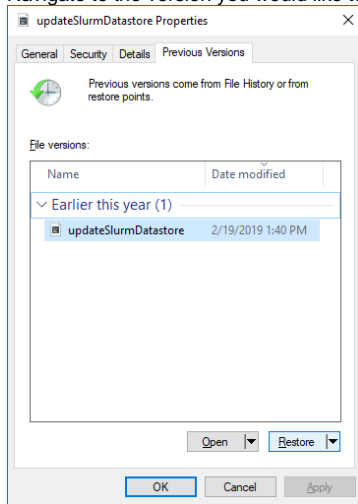 updateSlurmDatastore Properties
General Security Details Previous Versions
Previous versions come from File History or from
restore points.
File versions:
Name Date modified
Earlier this year (1)
updateSlurmDatastore 2/19/2019 1:40 PM
Open Restore
OK Cancel Apply